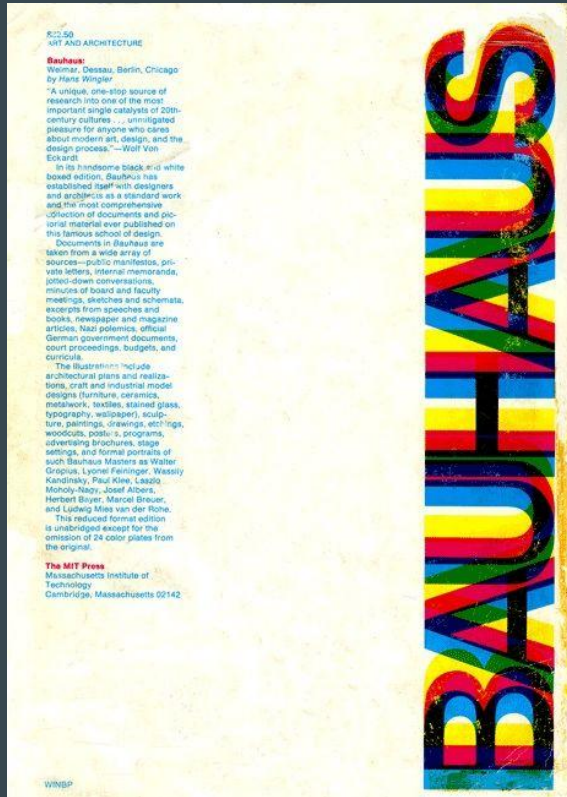 ART AND ARCHITECTURE
Bauhaus:
Weimar, Dessau, Berlin, Chicago
by Hans Wingler
"A unique, one-stop source of
research into one of the most
important single catalysts of 20th-
century cultures . . , unmitigated
pleasure for anyone who cares
about modern art, design, and the
design process."—Wolf Von
Eckardt
In its handsome black and white
boxed edition, Bauhaus has
established itself with designers
and architects as a standard work
and the most comprehensive
collection of documents and pic-
torial material ever published on
this famous school of design.
Documents in Bauhaus are
taken from a wide array of
sources—public manifestos, pri-
vate letters, internal memoranda,
jotted-down conversations,
minutes of board and faculty
meetings, sketches and schemata,
excerpts from speeches and
books, newspaper and magazine
articles, Nazi polemics, official
German government documents,
court proceedings, budgets, and
curricula.
The illustrations include
architectural plans and realiza-
tions, craft and industrial model
designs (furniture, ceramics,
metalwork, textiles, stained glass,
typography, wallpaper), sculp-
ture, paintings, drawings, etchings,
woodcuts, posters, programs,
advertising brochures, stage
settings, and formal portraits of
such Bauhaus Masters as Walter
Gropius, Lyonel Feininger, Wassily
Kandinsky, Paul Klee, Laszlo
Moholy-Nagy, Josef Albers,
Herbert Bayer, Marcel Breuer,
and Ludwig Mies van der Rohe.
This reduced format edition
is unabridged except for the
omission of 24 color plates from
the original.
The MIT Press
Massachusetts Institute of
Technology
Cambridge, Massachusetts 02142
WINBP
BAUHAUS